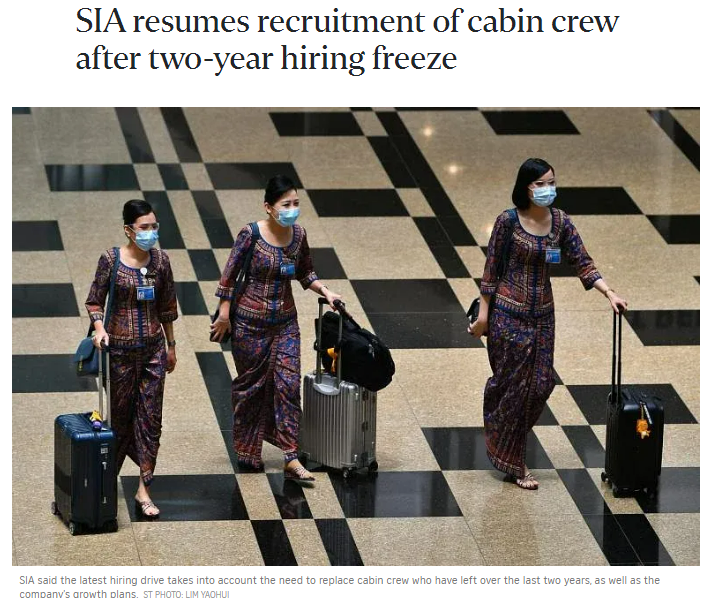 SIA resumes recruitment of cabin crew
after two-year hiring freeze
SIA said the latest hiring drive takes into account the need to replace cabin crew who have left over the last two years, as well as the
company's growth plans. ST PHOTO: LIM YAOHUI